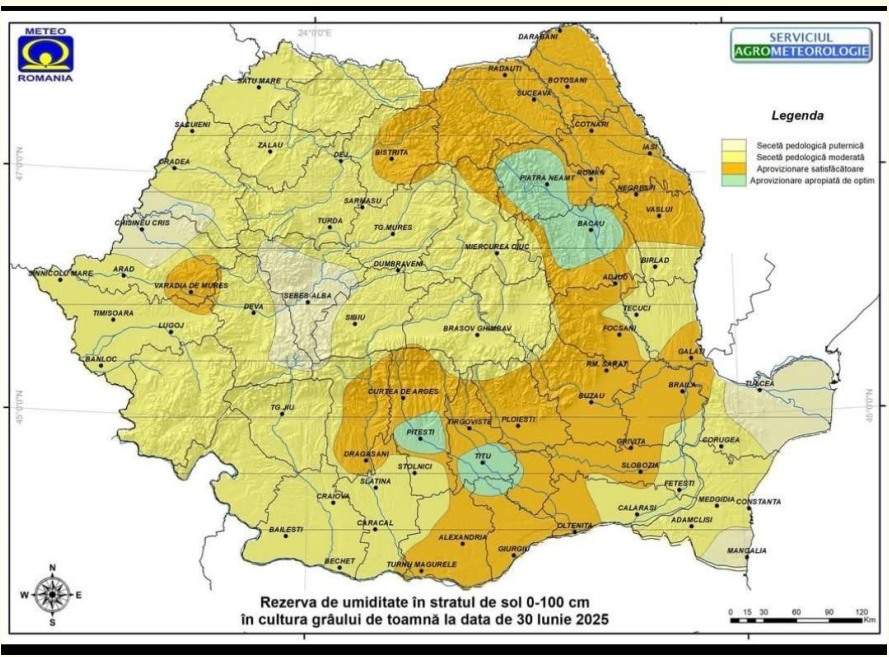 METEO
ROMANIA
24°0'0"E
SERVICIUL
AGROMETEOROLOGIE
Legenda
Secetă pedologică puternică
Secetă pedologică moderată
Aprovizionare satisfăcătoare
Aprovizionare apropiată de optim
DARABANI
RADAUTI
BOTOSANI
SATU MARE
SUCEAVA
SACUIENI
COTNARI
ZALAU
DEJ
BISTRITA
IASI
47°0'0"N
ORADEA
PIATRA NEAMT
ROMAN
NEGRESTI
SARMASU
VASLUI
CHISINEU CRIS
TURDA
TG.MURES
BACAU
MIERCUREA CIUC
DUMBRAVENI
BIRLAD
SINNICOLU MARE
ARAD
VARADIA DE MURES
ADJUD
SEBES-ALBA
TIMISOARA
DEVA
TECUCI
LUGOJ
SIBIU
BRASOV GHIMBAV
FOCSANI
BANLOC
GALATI
RM. SARAT
CURTEA DE ARGES
BRAILA
TULCEA
BUZAU
45°0'0"N
45°0'0"N
TG.JIU
TIRGOVISTE
PLOIESTI
PITESTI
GRIVITA
CORUGEA
DRAGASANI
TITU
STOLNICI
SLOBOZIA
SLATINA
FETESTI
CRAIOVA
MEDGIDIA
CONSTANTA
CALARASI
CARACAL
ADAMCLISI
BAILESTI
OLTENITA
ALEXANDRIA
GIURGIU
MANGALIA
BECHET
TURNU MAGURELE
N
W
E
S
Rezerva de umiditate în stratul de sol 0-100 cm
în cultura grâului de toamnă la data de 30 Iunie 2025
0 15 30 60 90 120
Km